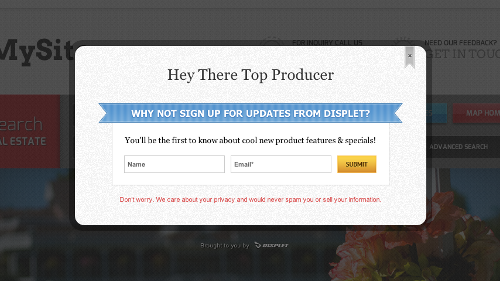 MySit
FOR INQUIRY CALL US
NEED OUR FEEDBACK?
GET IN TOUC
x
Hey There Top Producer
earch
REAL ESTATE
MAP HOM
WHY NOT SIGN UP FOR UPDATES FROM DISPLET?
You'll be the first to know about cool new product features & specials!
ADVANCED SEARCH
Name
Email*
SUBMIT
Don't worry. We care about your privacy and would never spam you or sell your information.
Brought to you by DISPLET